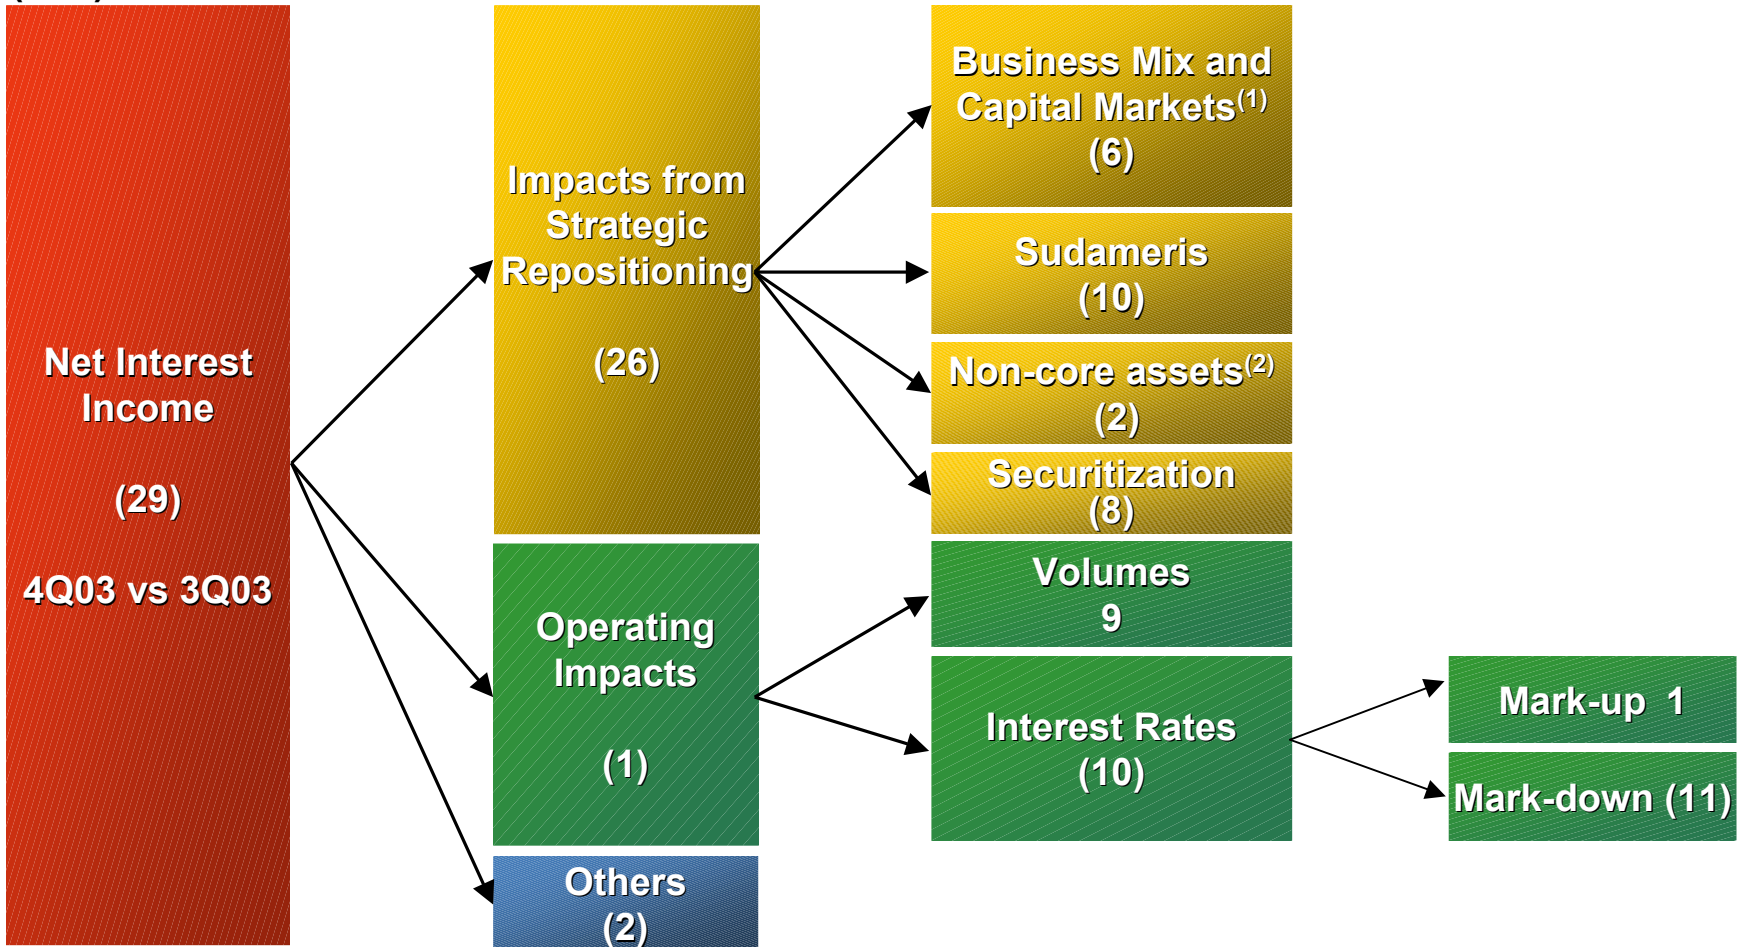 Net Interest
Income
(29)
4Q03 vs 3Q03
Impacts from
Strategic
Repositioning
(26)
Operating
Impacts
(1)
Others
(2)
Business Mix and
Capital Markets(1)
(6)
Sudameris
(10)
Non-core assets(2)
(2)
Securitization
(8)
Volumes
9
Interest Rates
(10)
Mark-up 1
Mark-down (11)